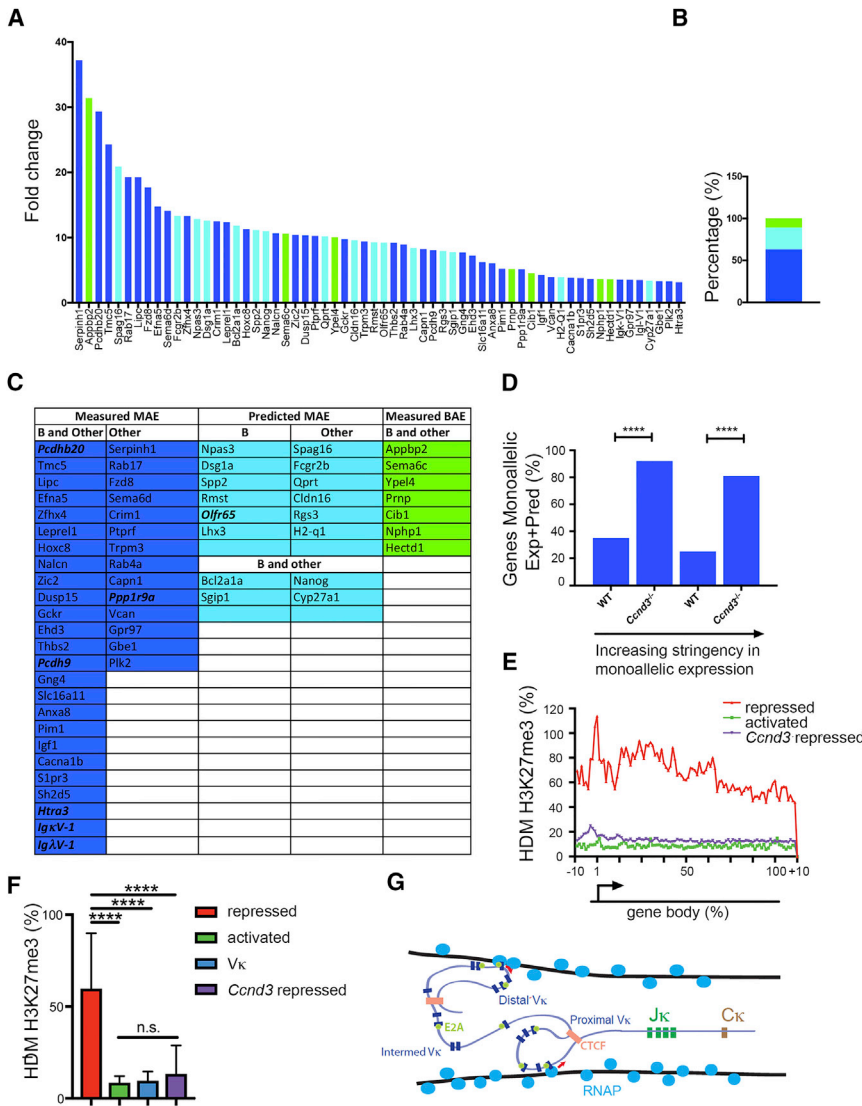 A
B
40
30
20
10
0
Fold change
Serpinh1
Appbp2
Pcdhb20
Tmc5
Spag16
Rab17
Lipc
Fzd8
Efna5
Sema6d
Fcgr2b
Zfhx4
Npas3
Dsg1a
Crim1
Leprel1
Bcl2a1a
Hoxc8
Spp2
Nanog
Nalcn
Sema6c
Zic2
Dusp15
Ptprf
Qprt
Ypel4
Gckr
Cldn16
Trpm3
Rmst
Olfr65
Thbs2
Rab4a
Lhx3
Capn1
Pcdh9
Rgs3
Sgip1
Gng4
Ehd3
Slc16a11
Anxa8
Pim1
Prnp
Ppp1r9a
Cib1
Igf1
Vcan
H2-Q1
Cacna1b
S1pr3
Sh2d5
Nphp1
Hectd1
Igk-V1
Gpr97
Igl-V1
Cyp27a1
Gbe1
Plk2
Htra3
Percentage (%)
150
100
50
0
C
Measured MAE Predicted MAE Measured BAE
B and Other Other B Other B and other
Pcdhb20 Serpinh1 Npas3 Spag16 Appbp2
Tmc5 Rab17 Dsg1a Fcgr2b Sema6c
Lipc Fzd8 Spp2 Qprt Ypel4
Efna5 Sema6d Rmst Cldn16 Prnp
Zfhx4 Crim1 Olfr65 Rgs3 Cib1
Leprel1 Ptprf Lhx3 H2-q1 Nphp1
Hoxc8 Trpm3 Hectd1
Nalcn Rab4a B and other
Zic2 Capn1 Bcl2a1a Nanog
Dusp15 Ppp1r9a Sgip1 Cyp27a1
Gckr Vcan
Ehd3 Gpr97
Thbs2 Gbe1
Pcdh9 Plk2
Gng4
Slc16a11
Anxa8
Pim1
Igf1
Cacna1b
S1pr3
Sh2d5
Htra3
IgκV-1
IgλV-1
D
Genes Monoallelic
Exp+Pred (%)
100
80
60
40
20
0
**** ****
WT
Ccnd3-/-
WT
Ccnd3-/-
Increasing stringency in
monoallelic expression
E
HDM H3K27me3 (%)
120
100
80
60
40
20
0
repressed
activated
Ccnd3 repressed
-10 1 50 100 +10
gene body (%)
F
HDM H3K27me3 (%)
100
50
0
****
****
****
n.s.
repressed
activated
Vκ
Ccnd3 repressed
G
Distal Vκ
E2A
Intermed Vκ
Proximal Vκ
CTCF
Jκ
Cκ
RNAP